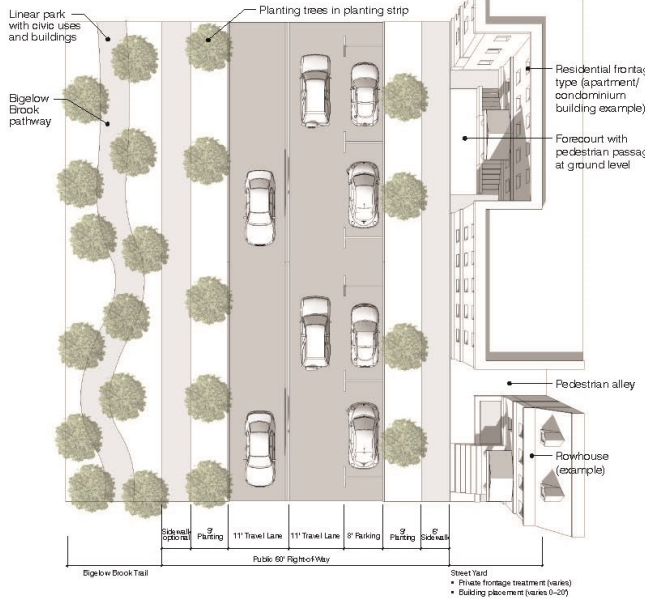 Linear park
with civic uses
and buildings
Planting trees in planting strip
Bigelow
Brook
pathway
Residential frontag
type (apartment/
condominium
building example)
Forecourt with
pedestrian passag
at ground level
Pedestrian alley
Rowhouse
(example)
Sidewalk
optional
9'
Planting
11' Travel Lane
11' Travel Lane
8' Parking
9'
Planting
6'
Sidewalk
Public 60' Right-of-Way
Bigelow Brook Trail
Street Yard
• Private frontage treatment (varies)
• Building placement (varies 0–20')